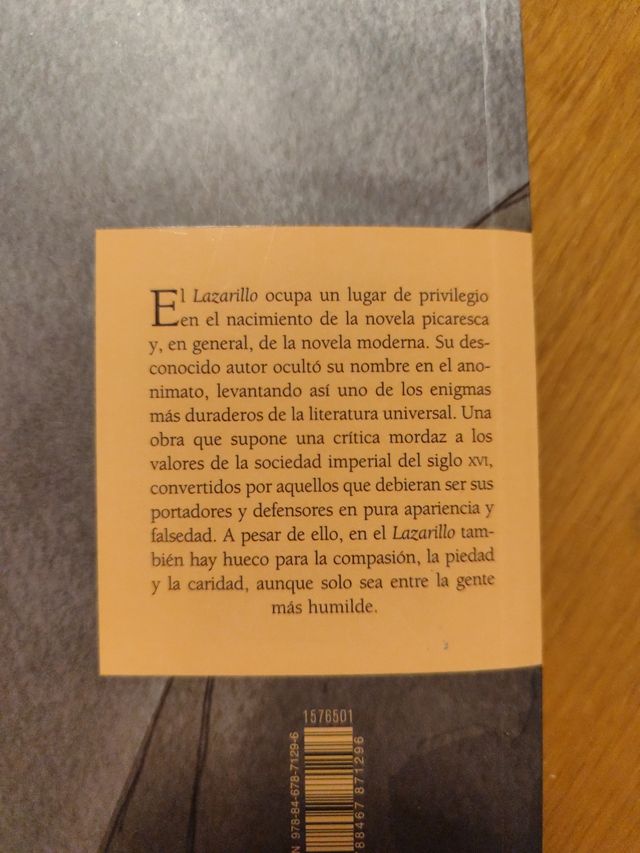 El Lazarillo ocupa un lugar de privilegio
en el nacimiento de la novela picaresca
y, en general, de la novela moderna. Su des-
conocido autor ocultó su nombre en el ano-
nimato, levantando así uno de los enigmas
más duraderos de la literatura universal. Una
obra que supone una crítica mordaz a los
valores de la sociedad imperial del siglo XVI,
convertidos por aquellos que debieran ser sus
portadores y defensores en pura apariencia y
falsedad. A pesar de ello, en el Lazarillo tam-
bién hay hueco para la compasión, la piedad
y la caridad, aunque solo sea entre la gente
más humilde.
1576501
N 978-84-678-7129-6
88467 871296